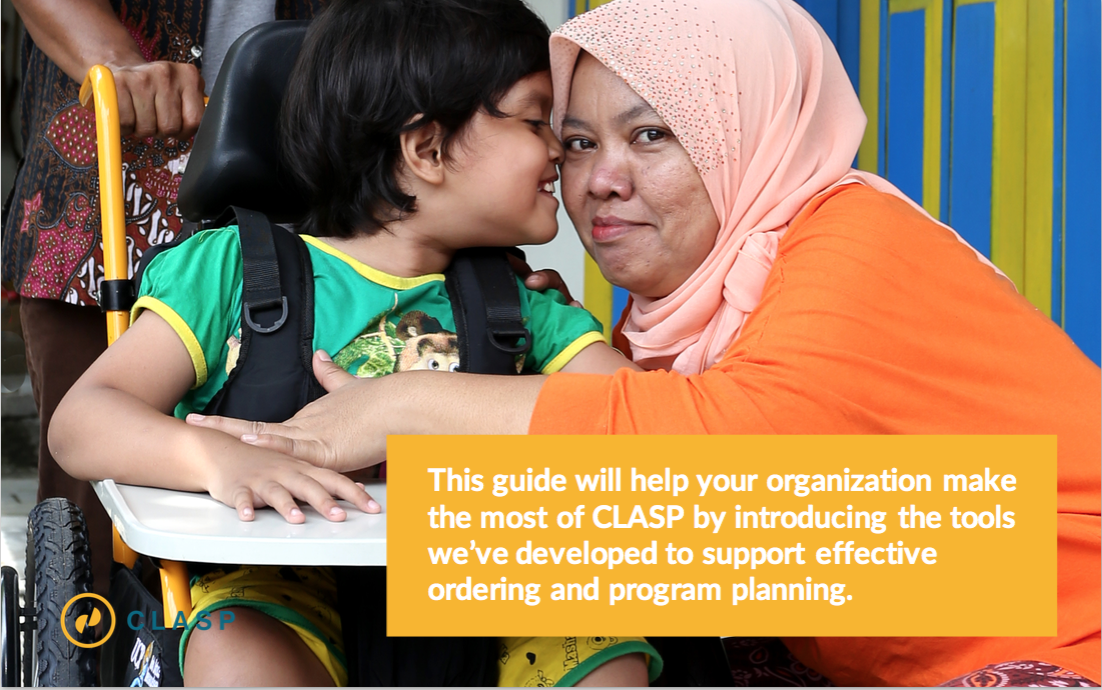 This guide will help your organization make
the most of CLASP by introducing the tools
we've developed to support effective
ordering and program planning.
CLASP